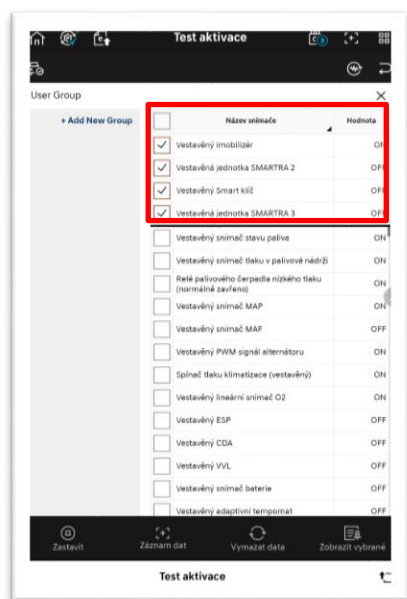 Test aktivace
User Group
+ Add New Group
Název snímače Hodnota
Vestavěný imobilizér ON
Vestavěná jednotka SMARTRA 2 OFF
Vestavěný Smart klíč OFF
Vestavěná jednotka SMARTRA 3 OFF
Vestavěný snímač stavu paliva ON
Vestavěný snímač tlaku v palivové nádrži ON
Relé palivového čerpadla nízkého tlaku
(normálně zavřeno) ON
Vestavěný snímač MAP ON
Vestavěný snímač MAF OFF
Vestavěný PWM signál alternátoru ON
Spínač tlaku klimatizace (vestavěný) ON
Vestavěný lineární snímač O2 ON
Vestavěný ESP OFF
Vestavěný CDA OFF
Vestavěný VVL OFF
Vestavěný snímač baterie OFF
Vestavěný adaptivní tempomat OFF
Zastavit Záznam dat Vymazat data Zobrazit vybrané
Test aktivace